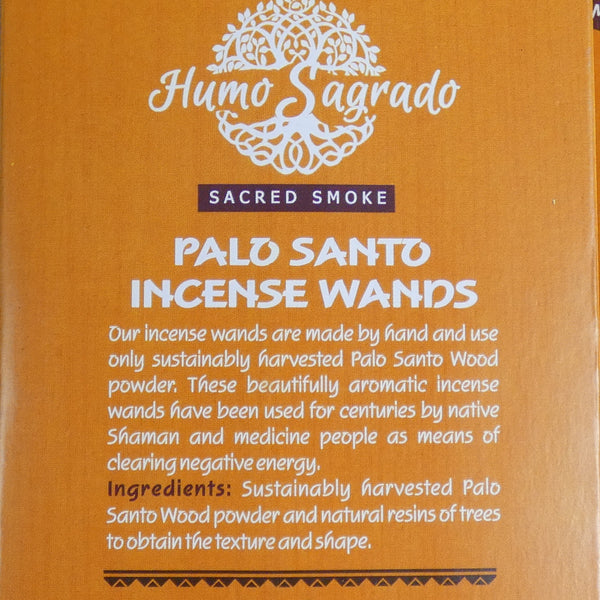 Humo Sagrado
SACRED SMOKE
PALO SANTO
INCENSE WANDS
Our incense wands are made by hand and use
only sustainably harvested Palo Santo Wood
powder. These beautifully aromatic incense
wands have been used for centuries by native
Shaman and medicine people as means of
clearing negative energy.
Ingredients: Sustainably harvested Palo
Santo Wood powder and natural resins of trees
to obtain the texture and shape.